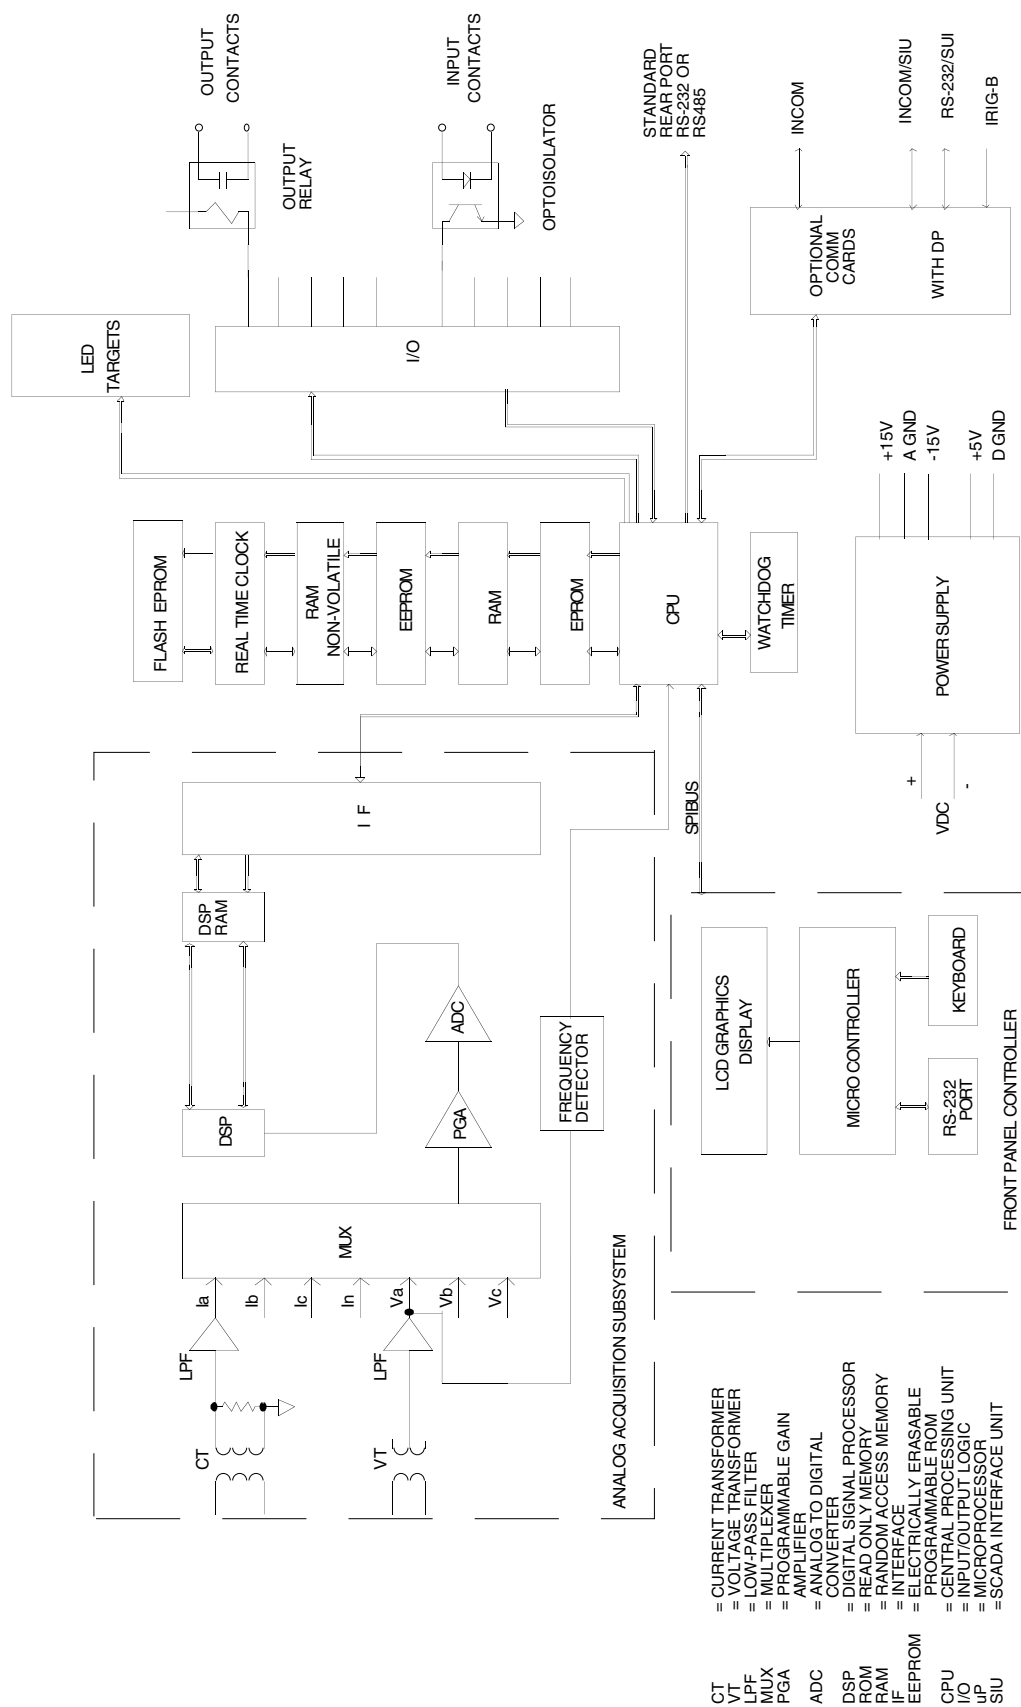 CT
LPF
Ia
Ib
Ic
In
VT
LPF
Va
Vb
Vc
MUX
DSP
PGA
ADC
DSP
RAM
I F
FREQUENCY
DETECTOR
ANALOG ACQUISITION SUBSYSTEM
FLASH EPROM
REAL TIME CLOCK
RAM
NON-VOLATILE
EEPROM
RAM
EPROM
CPU
WATCHDOG
TIMER
LED
TARGETS
I/O
OUTPUT
RELAY
OUTPUT
CONTACTS
OPTOISOLATOR
INPUT
CONTACTS
STANDARD
REAR PORT
RS-232 OR
RS485
OPTIONAL
COMM
CARDS
WITH DP
INCOM
INCOM/SIU
RS-232/SUI
IRIG-B
SPIBUS
LCD GRAPHICS
DISPLAY
MICRO CONTROLLER
RS-232
PORT
KEYBOARD
FRONT PANEL CONTROLLER
VDC
+
-
POWER SUPPLY
+15V
A GND
-15V
+5V
D GND
CT = CURRENT TRANSFORMER
VT = VOLTAGE TRANSFORMER
LPF = LOW-PASS FILTER
MUX = MULTIPLEXER
PGA = PROGRAMMABLE GAIN
AMPLIFIER
ADC = ANALOG TO DIGITAL
CONVERTER
DSP = DIGITAL SIGNAL PROCESSOR
ROM = READ ONLY MEMORY
RAM = RANDOM ACCESS MEMORY
IF = INTERFACE
EEPROM = ELECTRICALLY ERASABLE
PROGRAMMABLE ROM
CPU = CENTRAL PROCESSING UNIT
I/O = INPUT/OUTPUT LOGIC
uP = MICROPROCESSOR
SIU = SCADA INTERFACE UNIT